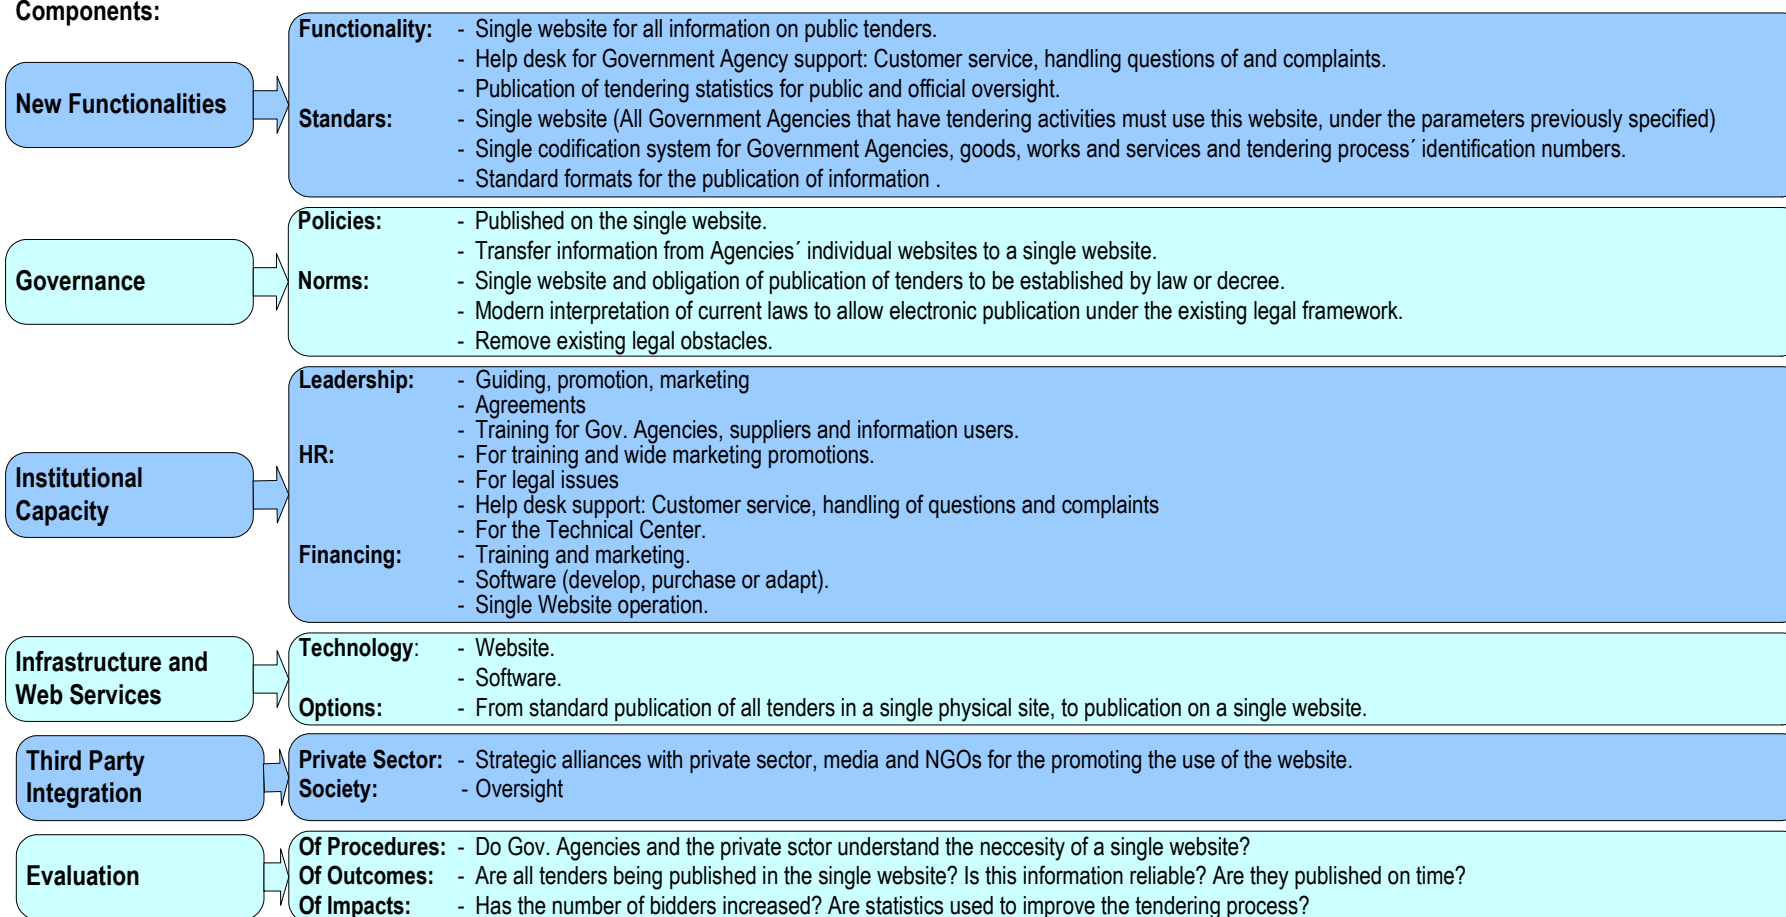 Components:
New Functionalities
Functionality: - Single website for all information on public tenders.
- Help desk for Government Agency support: Customer service, handling questions of and complaints.
- Publication of tendering statistics for public and official oversight.
Standars: - Single website (All Government Agencies that have tendering activities must use this website, under the parameters previously specified)
- Single codification system for Government Agencies, goods, works and services and tendering process´ identification numbers.
- Standard formats for the publication of information .
Governance
Policies: - Published on the single website.
- Transfer information from Agencies´ individual websites to a single website.
Norms: - Single website and obligation of publication of tenders to be established by law or decree.
- Modern interpretation of current laws to allow electronic publication under the existing legal framework.
- Remove existing legal obstacles.
Institutional
Capacity
Leadership: - Guiding, promotion, marketing
- Agreements
- Training for Gov. Agencies, suppliers and information users.
HR: - For training and wide marketing promotions.
- For legal issues
- Help desk support: Customer service, handling of questions and complaints
- For the Technical Center.
Financing: - Training and marketing.
- Software (develop, purchase or adapt).
- Single Website operation.
Infrastructure and
Web Services
Technology: - Website.
- Software.
Options: - From standard publication of all tenders in a single physical site, to publication on a single website.
Third Party
Integration
Private Sector: - Strategic alliances with private sector, media and NGOs for the promoting the use of the website.
Society: - Oversight
Evaluation
Of Procedures: - Do Gov. Agencies and the private sctor understand the neccesity of a single website?
Of Outcomes: - Are all tenders being published in the single website? Is this information reliable? Are they published on time?
Of Impacts: - Has the number of bidders increased? Are statistics used to improve the tendering process?